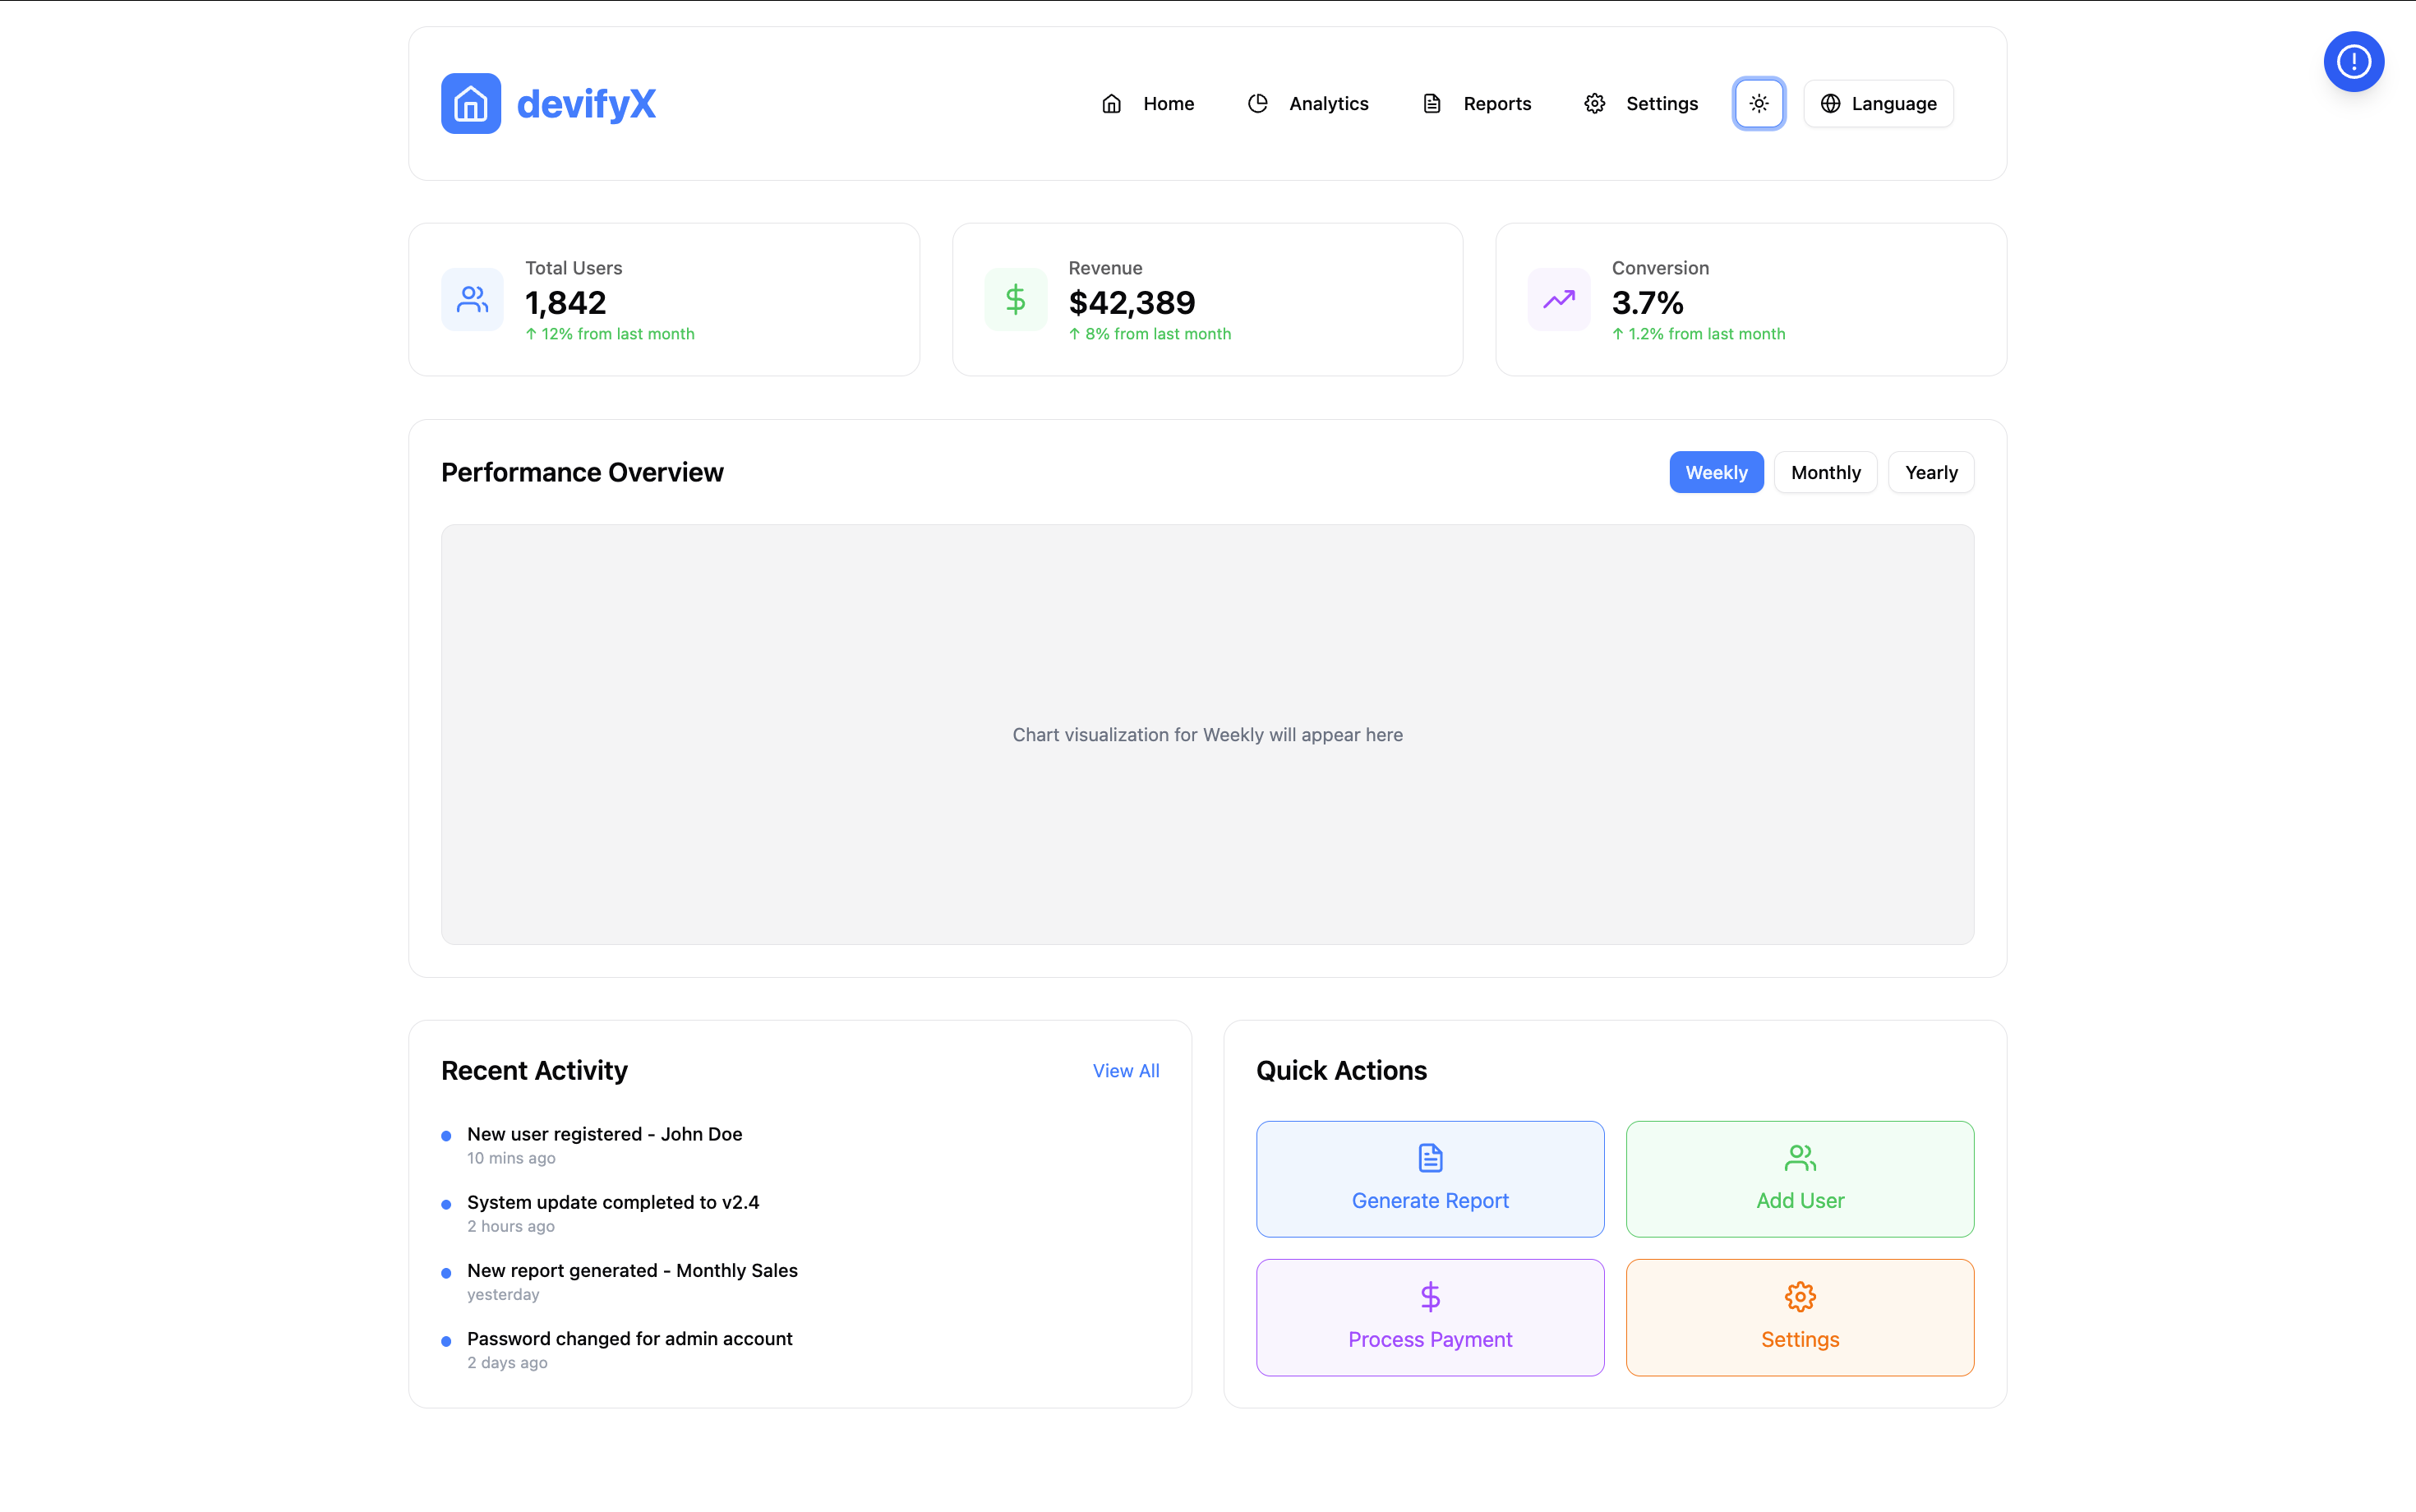 devifyX
Home
Analytics
Reports
Settings
Language
Total Users
1,842
↑ 12% from last month
Revenue
$42,389
↑ 8% from last month
Conversion
3.7%
↑ 1.2% from last month
Performance Overview
Weekly
Monthly
Yearly
Chart visualization for Weekly will appear here
Recent Activity
View All
New user registered - John Doe
10 mins ago
System update completed to v2.4
2 hours ago
New report generated - Monthly Sales
yesterday
Password changed for admin account
2 days ago
Quick Actions
Generate Report
Add User
Process Payment
Settings